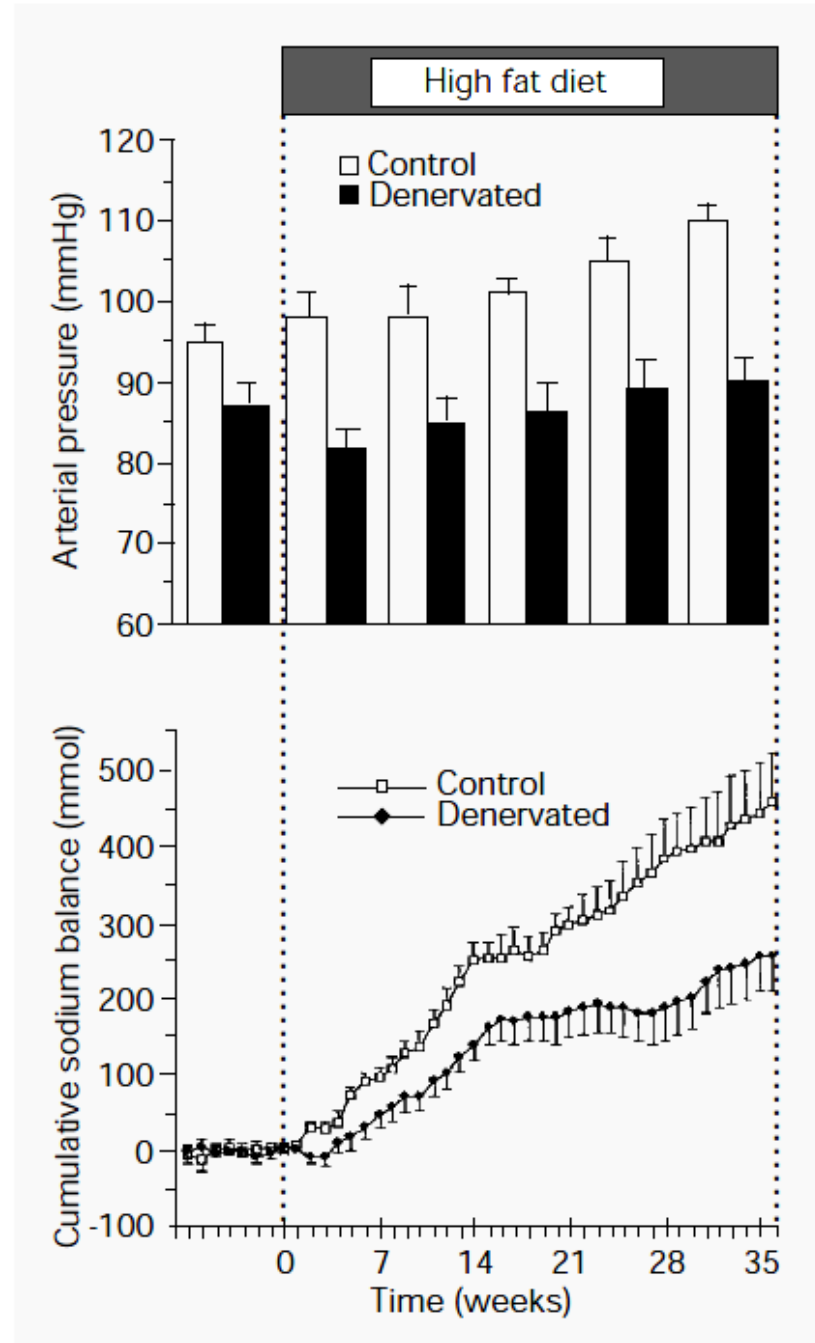 High fat diet
120
110
100
90
80
70
60
Arterial pressure (mmHg)
Control
Denervated
500
400
300
200
100
0
-100
Cumulative sodium balance (mmol)
Control
Denervated
0 7 14 21 28 35
Time (weeks)